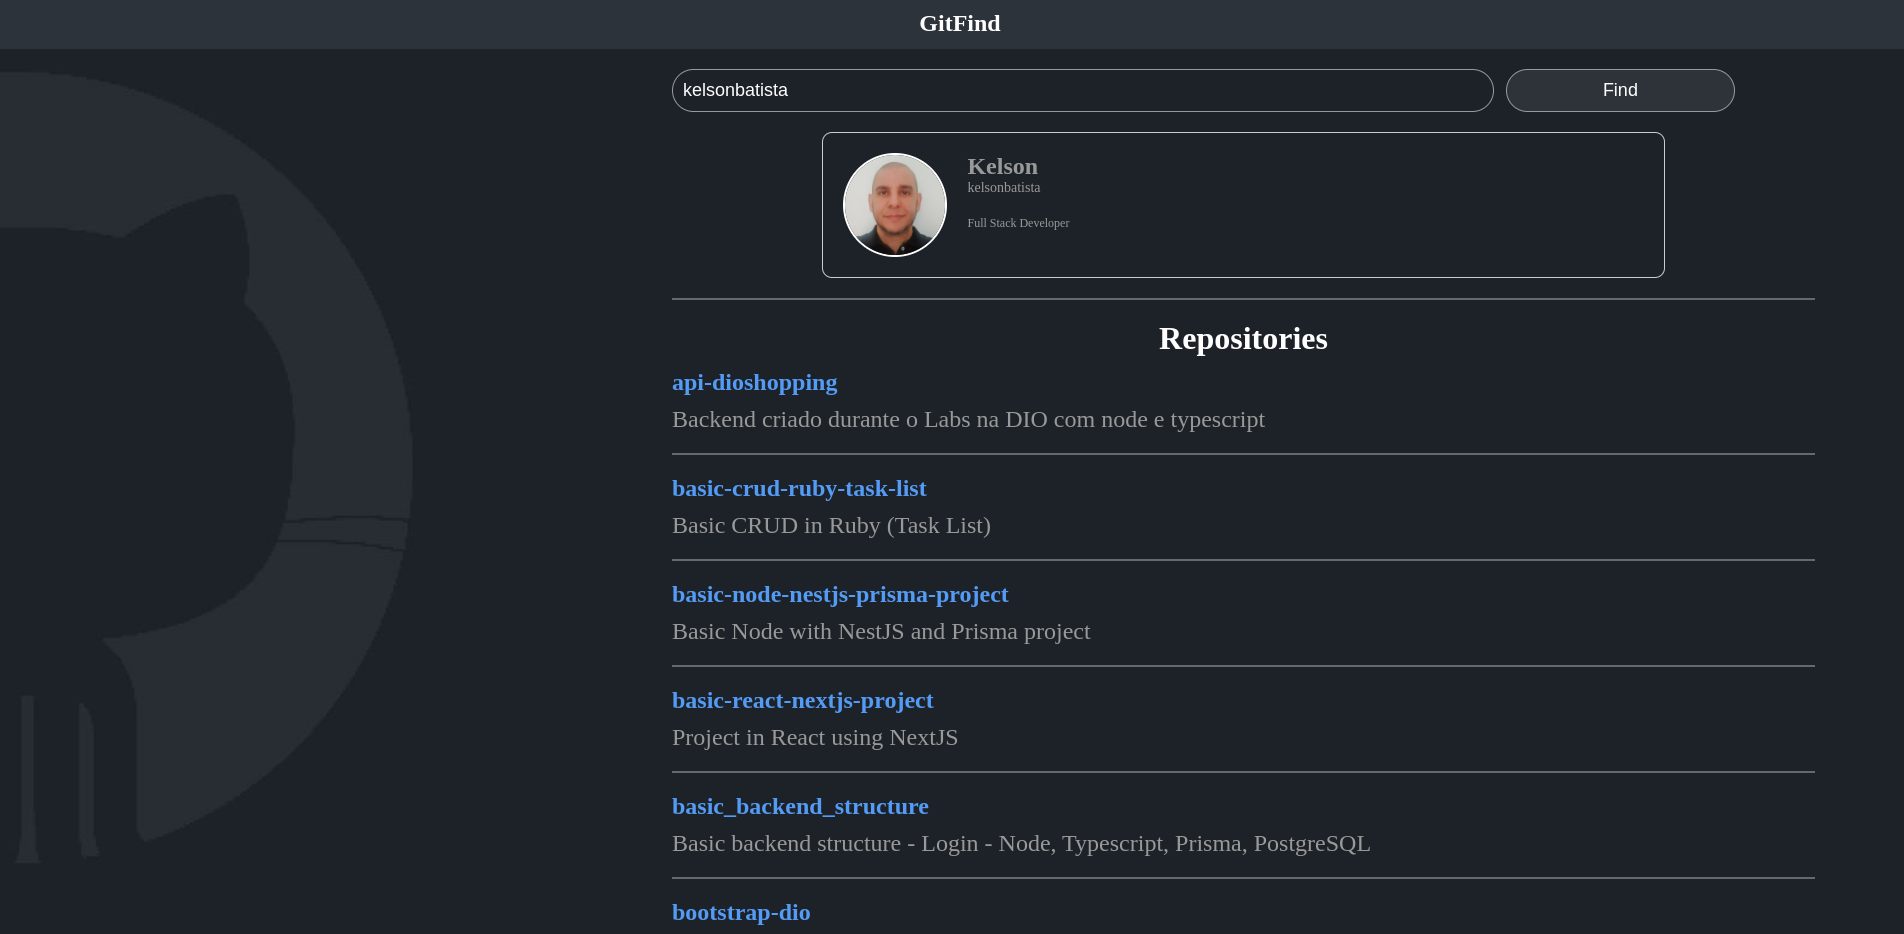 GitFind
kelsonbatista
Find
Kelson
kelsonbatista
Full Stack Developer
Repositories
api-dioshopping
Backend criado durante o Labs na DIO com node e typescript
basic-crud-ruby-task-list
Basic CRUD in Ruby (Task List)
basic-node-nestjs-prisma-project
Basic Node with NestJS and Prisma project
basic-react-nextjs-project
Project in React using NextJS
basic_backend_structure
Basic backend structure - Login - Node, Typescript, Prisma, PostgreSQL
bootstrap-dio